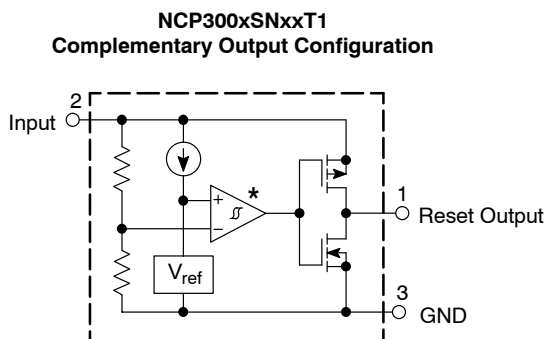 NCP300xSNxxT1
Complementary Output Configuration
2
Input
*
+
−
1
Reset Output
Vref
3
GND